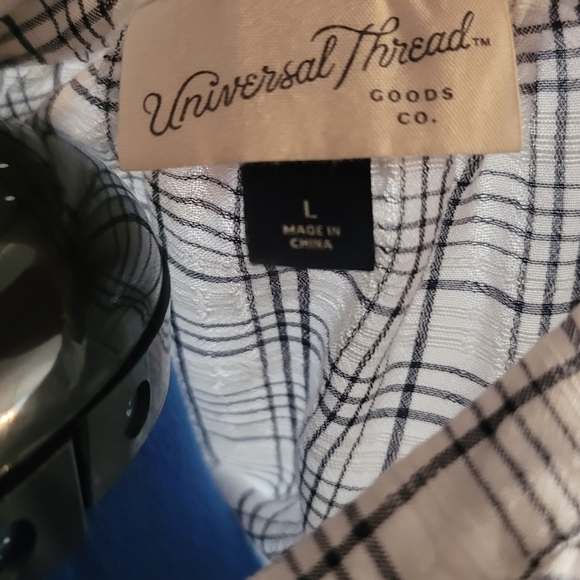 Universal Thread™
GOODS
CO.
L
MADE IN
CHINA